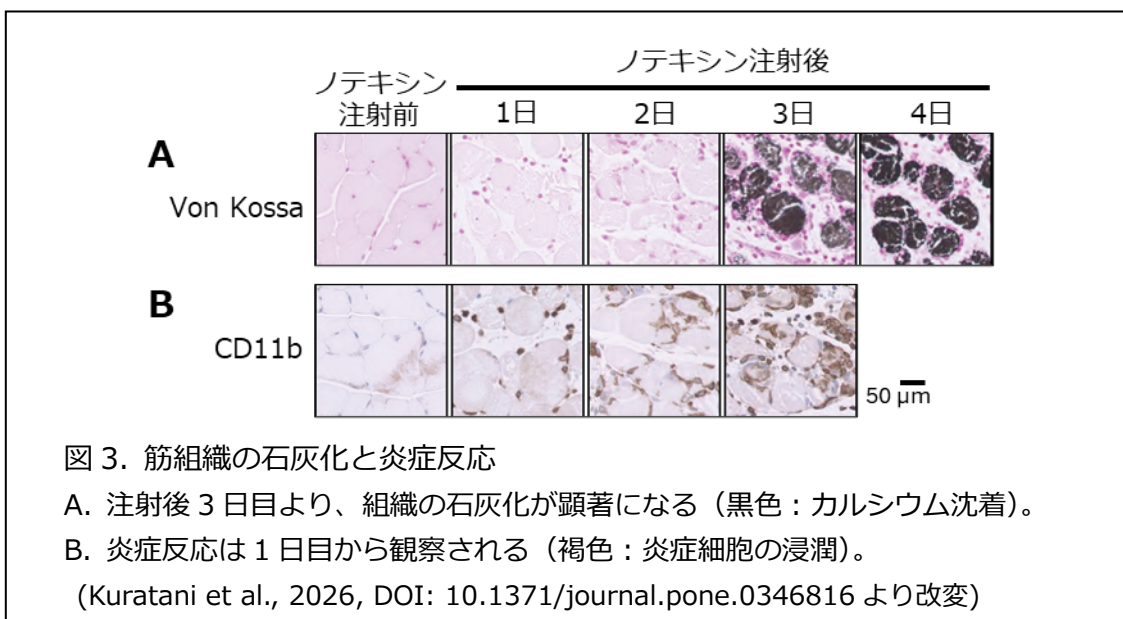 ノテキシン注射後
ノテキシン
注射前
1日 2日 3日 4日
A
Von Kossa
B
CD11b
50 µm
図 3. 筋組織の石灰化と炎症反応
A. 注射後 3 日目より、組織の石灰化が顕著になる（黒色：カルシウム沈着）。
B. 炎症反応は 1 日目から観察される（褐色：炎症細胞の浸潤）。
(Kuratani et al., 2026, DOI: 10.1371/journal.pone.0346816 より改変)